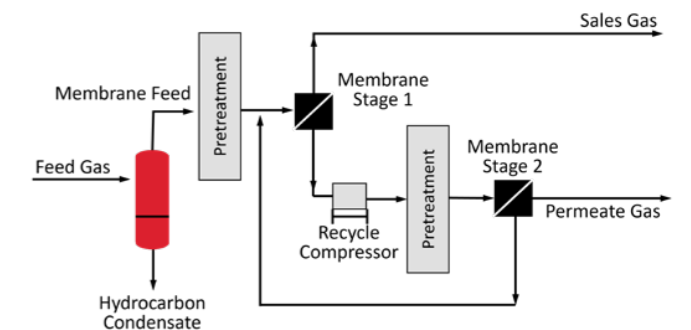 Sales Gas
Membrane Feed
Pretreatment
Membrane
Stage 1
Feed Gas
Pretreatment
Membrane
Stage 2
Permeate Gas
Recycle
Compressor
Hydrocarbon
Condensate